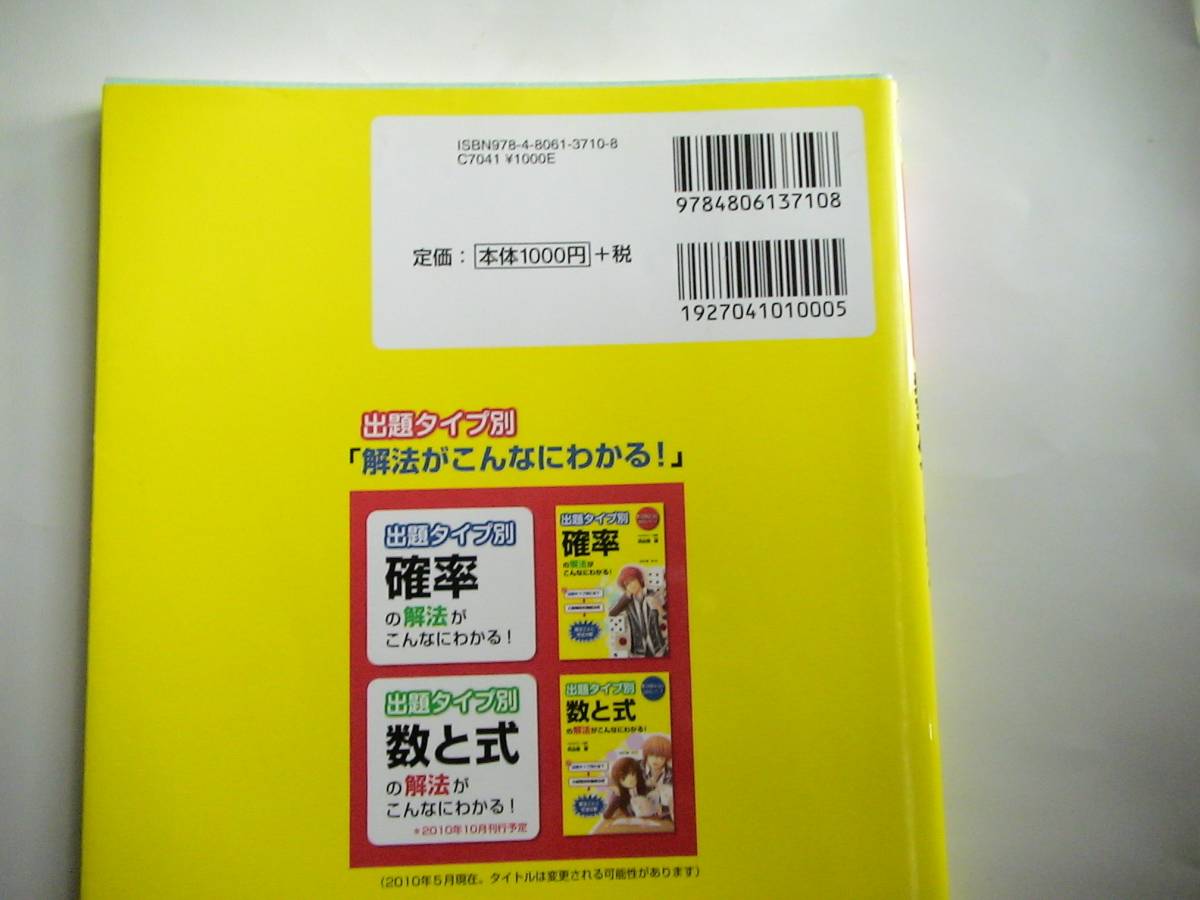 ISBN978-4-8061-3710-8
C7041 ¥1000E
9784806137108
定価：本体1000円+税
1927041010005
出題タイプ別
「解法がこんなにわかる！」
出題タイプ別
確率
の解法が
こんなにわかる！
出題タイプ別
確率
の解法が
こんなにわかる！
出題タイプ別
数と式
の解法が
こんなにわかる！
*2010年10月刊行予定
出題タイプ別
数と式
の解法がこんなにわかる！
（2010年5月現在。タイトルは変更される可能性があります）